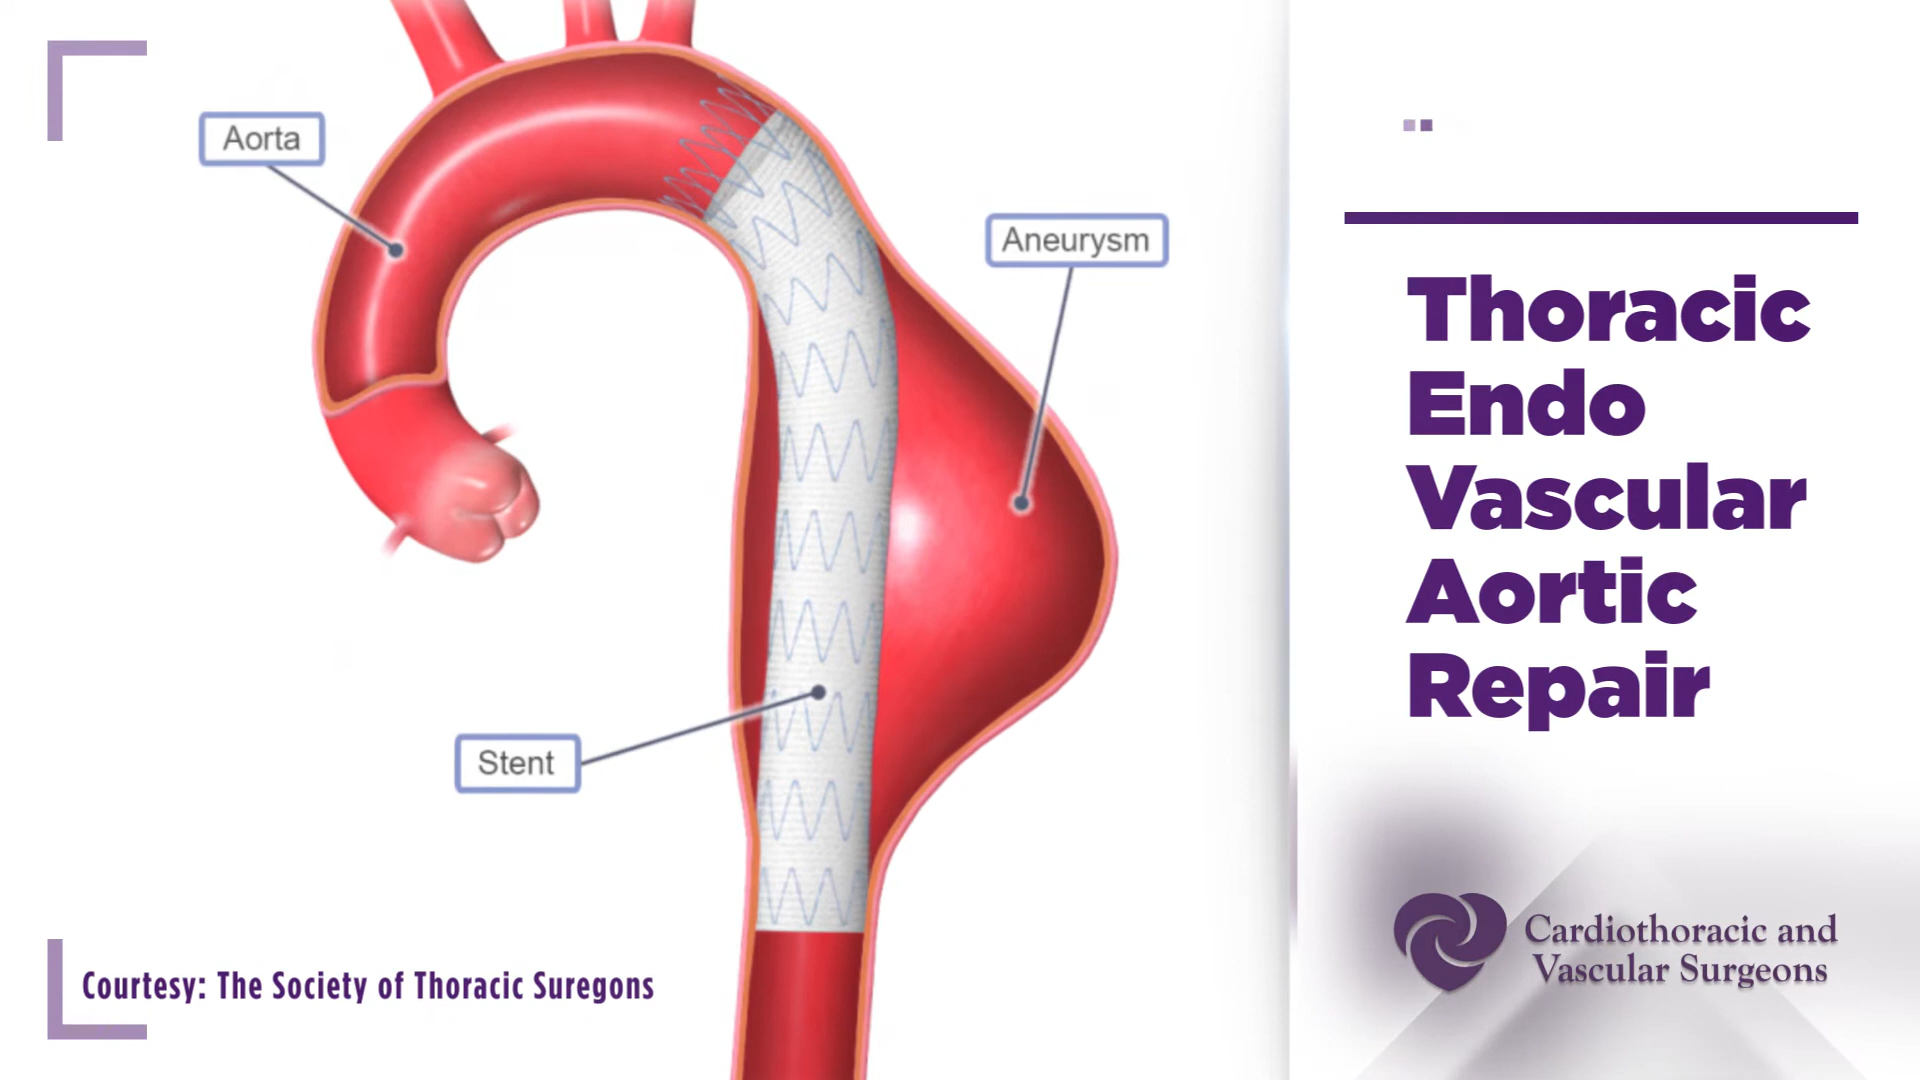 Aorta
Aneurysm
Stent
Courtesy: The Society of Thoracic Suregons
Thoracic
Endo
Vascular
Aortic
Repair
Cardiothoracic and
Vascular Surgeons